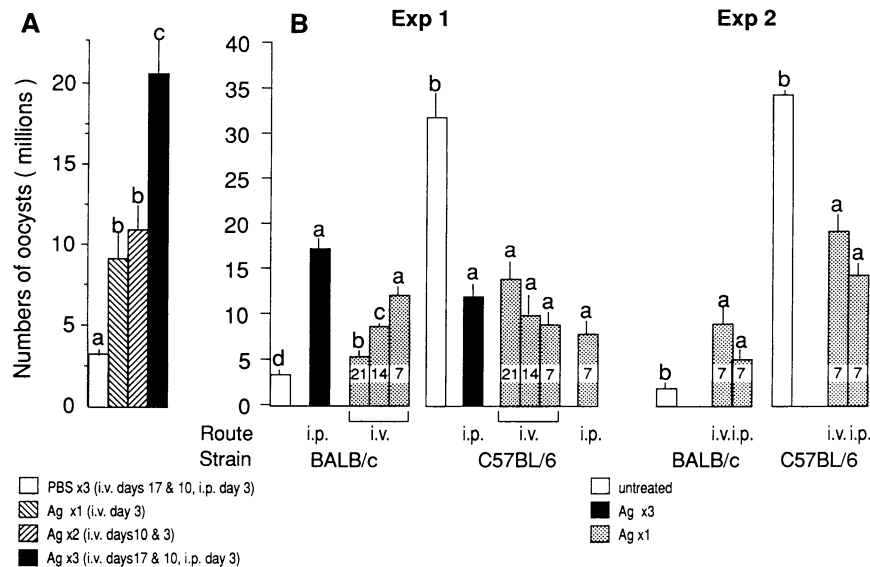 A
Numbers of oocysts ( millions )
20
15
10
5
0
a
b
b
c
PBS x3 (i.v. days 17 & 10, i.p. day 3)
Ag x1 (i.v. day 3)
Ag x2 (i.v. days10 & 3)
Ag x3 (i.v. days17 & 10, i.p. day 3)
B
Exp 1
Exp 2
40
35
30
25
20
15
10
5
0
d a b c a b a a a a a
21 14 7 21 14 7 7
b a a b a a
7 7 7 7
Route i.p. i.v. i.p. i.v. i.p. i.v. i.p. i.v. i.p.
Strain BALB/c C57BL/6 BALB/c C57BL/6
untreated
Ag x3
Ag x1